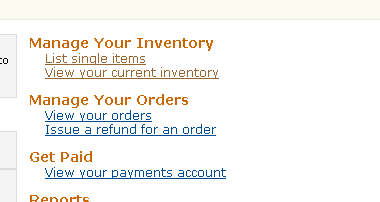 to
Manage Your Inventory
List single items
View your current inventory
Manage Your Orders
View your orders
Issue a refund for an order
Get Paid
View your payments account
Reports